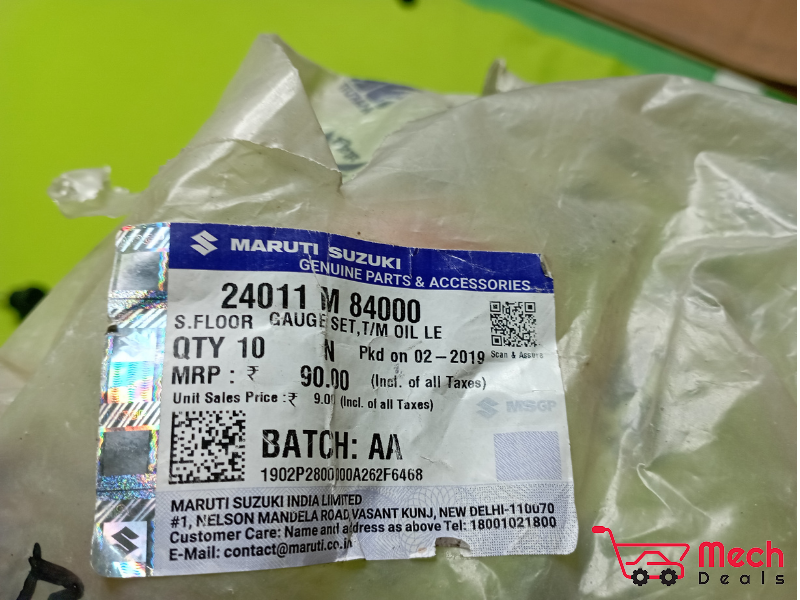 MARUTI SUZUKI
GENUINE PARTS & ACCESSORIES
24011 M 84000
S.FLOOR GAUGE SET,T/M OIL LE
QTY 10 N Pkd on 02-2019
Scan & Assure
MRP : ₹ 90.00 (Incl. of all Taxes)
Unit Sales Price :₹ 9.00 (Incl. of all Taxes)
MSGP
BATCH: AA
MARUTI SUZUKI INDIA LIMITED
#1, NELSON MANDELA ROAD, VASANT KUNJ, NEW DELHI-110070
Customer Care: Name and address as above Tel: 18001021800
E-Mail: contact@maruti.co.in
Mech
Deals